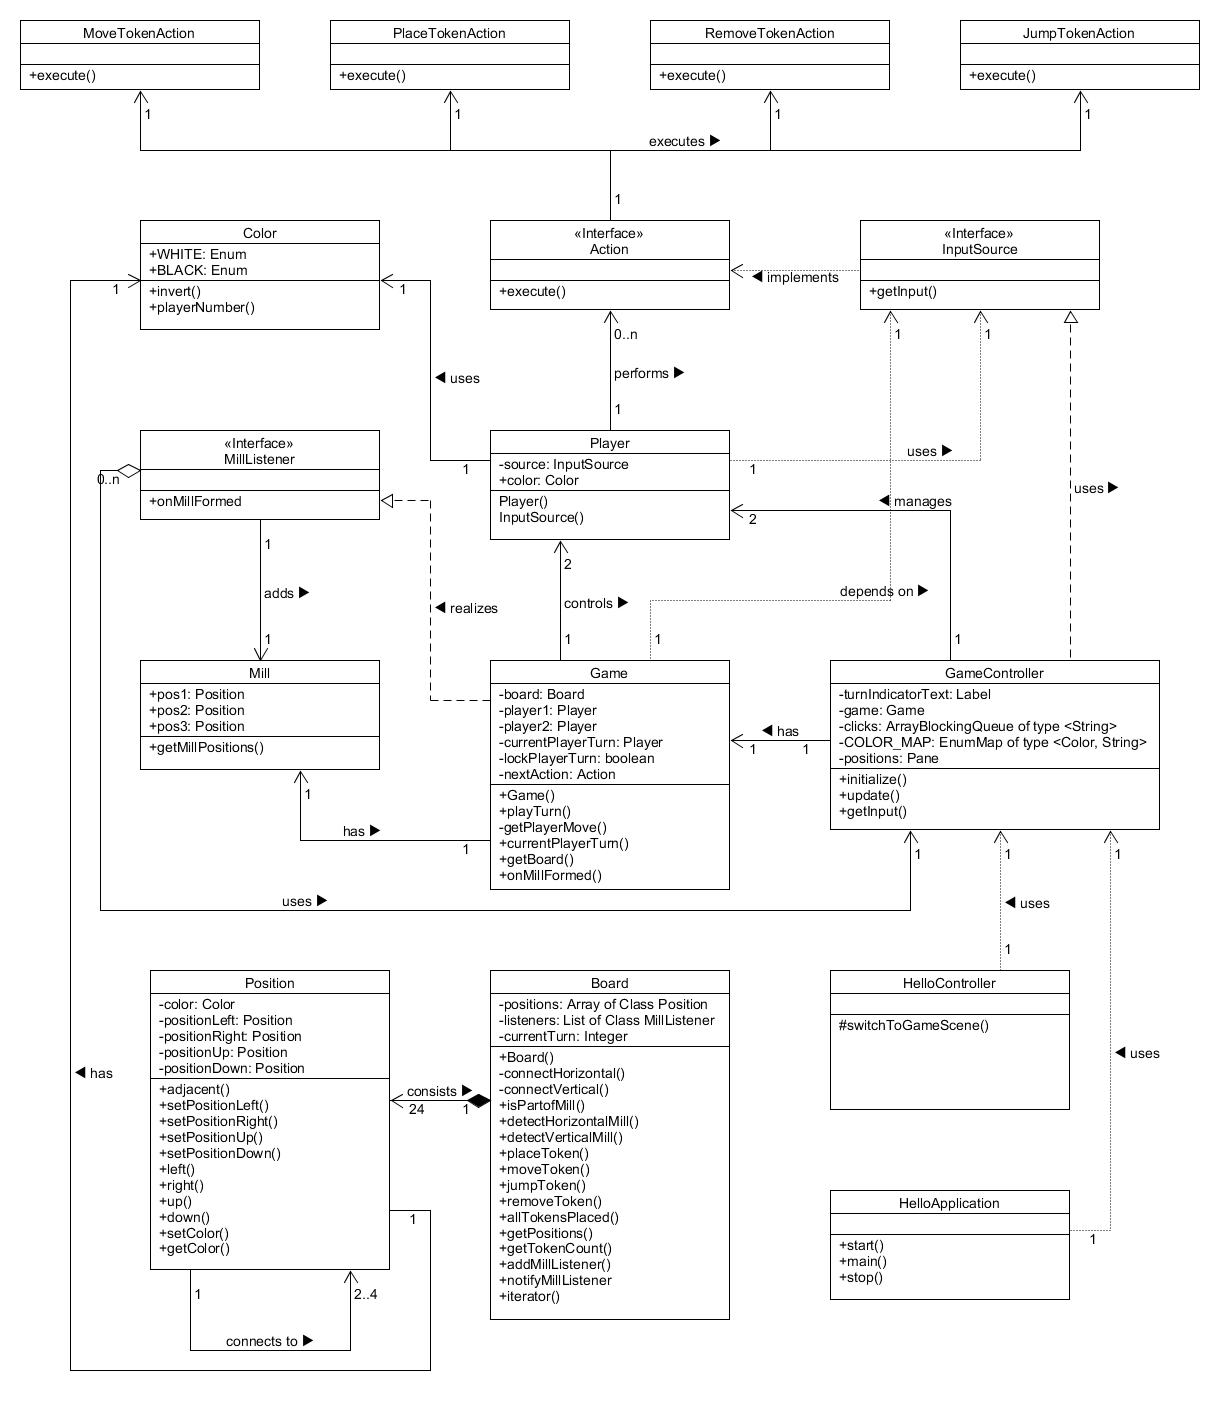 MoveTokenAction
+execute()
PlaceTokenAction
+execute()
RemoveTokenAction
+execute()
JumpTokenAction
+execute()
1
1
1
1
executes ▶
1
Color
+WHITE: Enum
+BLACK: Enum
+invert()
+playerNumber()
1
1
«Interface»
Action
+execute()
◀ implements
«Interface»
InputSource
+getInput()
0..n
1
1
performs ▶
◀ uses
1
«Interface»
MillListener
+onMillFormed
0..n
Player
-source: InputSource
+color: Color
Player()
InputSource()
1
1
uses ▶
uses ▶
◀ manages
2
1
adds ▶
1
◀ realizes
2
controls ▶
1
depends on ▶
1
1
Mill
+pos1: Position
+pos2: Position
+pos3: Position
+getMillPositions()
1
has ▶
1
Game
-board: Board
-player1: Player
-player2: Player
-currentPlayerTurn: Player
-lockPlayerTurn: boolean
-nextAction: Action
+Game()
+playTurn()
-getPlayerMove()
+currentPlayerTurn()
+getBoard()
+onMillFormed()
◀ has
1
1
GameController
-turnIndicatorText: Label
-game: Game
-clicks: ArrayBlockingQueue of type <String>
-COLOR_MAP: EnumMap of type <Color, String>
-positions: Pane
+initialize()
+update()
+getInput()
1
1
1
uses ▶
◀ uses
1
Position
-color: Color
-positionLeft: Position
-positionRight: Position
-positionUp: Position
-positionDown: Position
+adjacent()
+setPositionLeft()
+setPositionRight()
+setPositionUp()
+setPositionDown()
+left()
+right()
+up()
+down()
+setColor()
+getColor()
◀ has
consists ▶
24
1
Board
-positions: Array of Class Position
-listeners: List of Class MillListener
-currentTurn: Integer
+Board()
-connectHorizontal()
-connectVertical()
+isPartofMill()
+detectHorizontalMill()
+detectVerticalMill()
+placeToken()
+moveToken()
+jumpToken()
+removeToken()
+allTokensPlaced()
+getPositions()
+getTokenCount()
+addMillListener()
+notifyMillListener
+iterator()
HelloController
#switchToGameScene()
◀ uses
HelloApplication
+start()
+main()
+stop()
1
1
1
2..4
connects to ▶